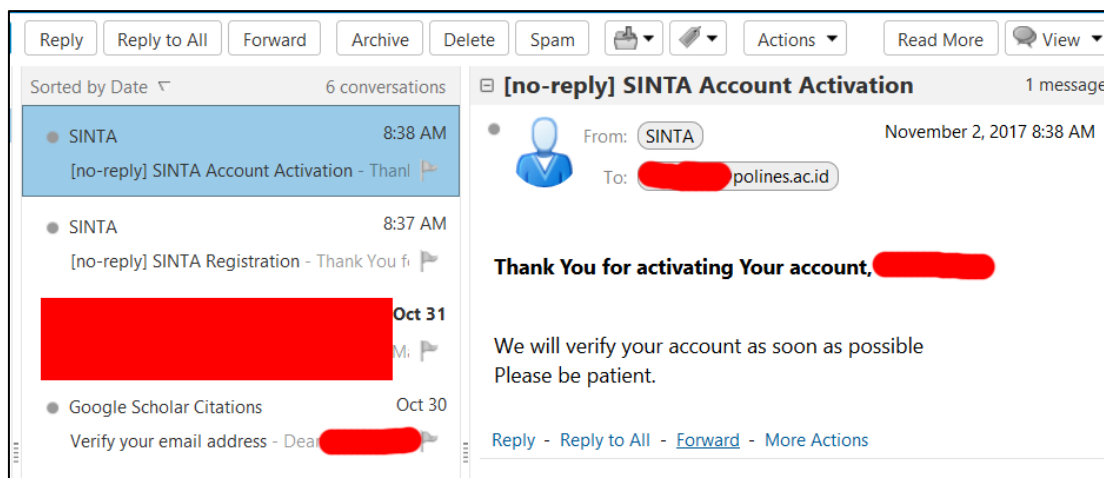 Reply Reply to All Forward Archive Delete Spam Actions Read More View
Sorted by Date 6 conversations
SINTA 8:38 AM
[no-reply] SINTA Account Activation - Thank
SINTA 8:37 AM
[no-reply] SINTA Registration - Thank You fo
Oct 31
Google Scholar Citations Oct 30
Verify your email address - Dear
[no-reply] SINTA Account Activation 1 message
From: SINTA November 2, 2017 8:38 AM
To: polines.ac.id
Thank You for activating Your account,
We will verify your account as soon as possible
Please be patient.
Reply - Reply to All - Forward - More Actions